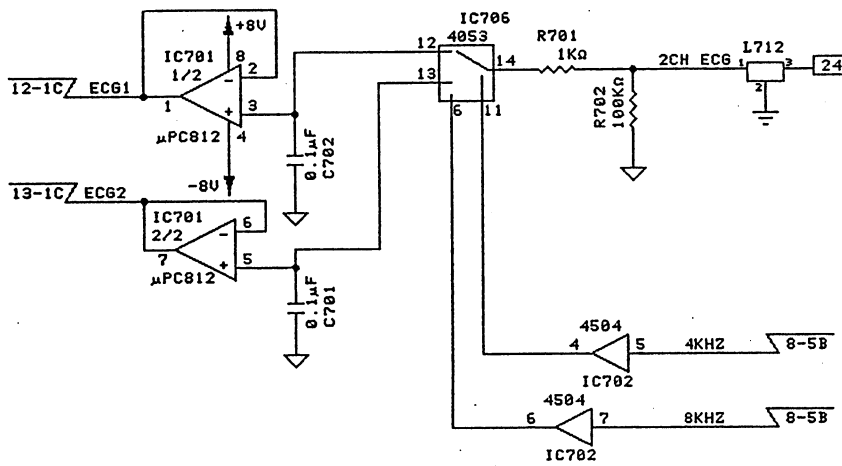 IC706
4053
+8V
IC701
1/2
8
2
12
14
R701
1KΩ
2CH ECG
L712
1
3
2
24
12-1C
ECG1
1
3
4
13
6
11
R702
100KΩ
μPC812
0.1μF
C702
-8V
13-1C
ECG2
IC701
2/2
6
7
5
μPC812
0.1μF
C701
4504
4
5
4KHZ
8-5B
IC702
4504
6
7
8KHZ
8-5B
IC702